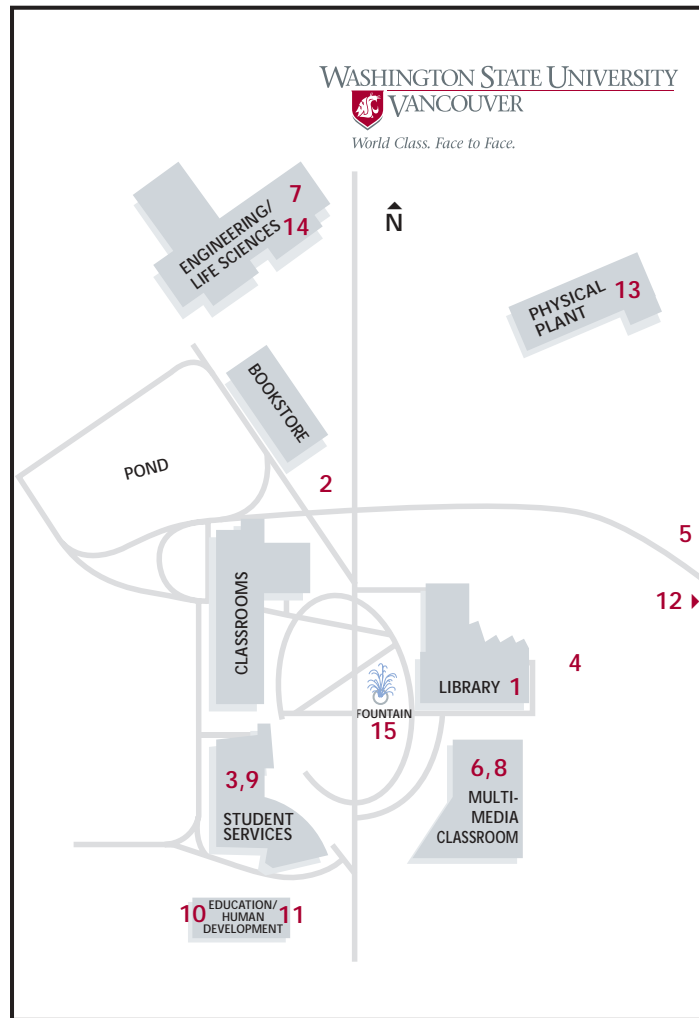 WASHINGTON STATE UNIVERSITY
VANCOUVER
World Class. Face to Face.
N
7
ENGINEERING/
LIFE SCIENCES 14
PHYSICAL
PLANT
13
BOOKSTORE
POND
2
5
CLASSROOMS
12
4
LIBRARY 1
FOUNTAIN
15
3,9
STUDENT
SERVICES
6,8
MULTI-
MEDIA
CLASSROOM
10
EDUCATION/
HUMAN
DEVELOPMENT
11